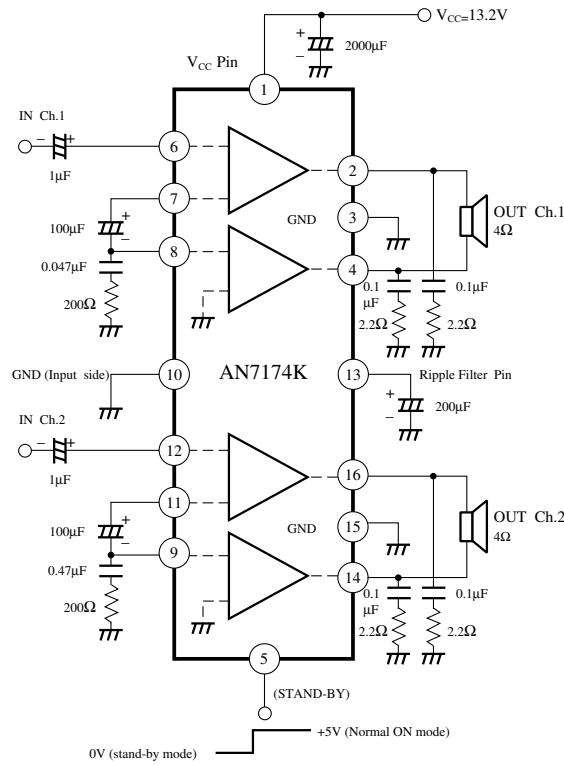 V_CC=13.2V
+
−
2000μF
V_CC Pin
1
IN Ch.1
− +
1μF
6
2
7
OUT Ch.1
4Ω
GND
3
100μF
+
−
8
4
0.047μF
0.1
μF
0.1μF
200Ω
2.2Ω
2.2Ω
GND (Input side)
10
AN7174K
13
Ripple Filter Pin
+
−
200μF
IN Ch.2
− +
1μF
12
16
11
OUT Ch.2
4Ω
GND
15
100μF
+
−
9
14
0.47μF
0.1
μF
0.1μF
200Ω
2.2Ω
2.2Ω
5
(STAND-BY)
+5V (Normal ON mode)
0V (stand-by mode)